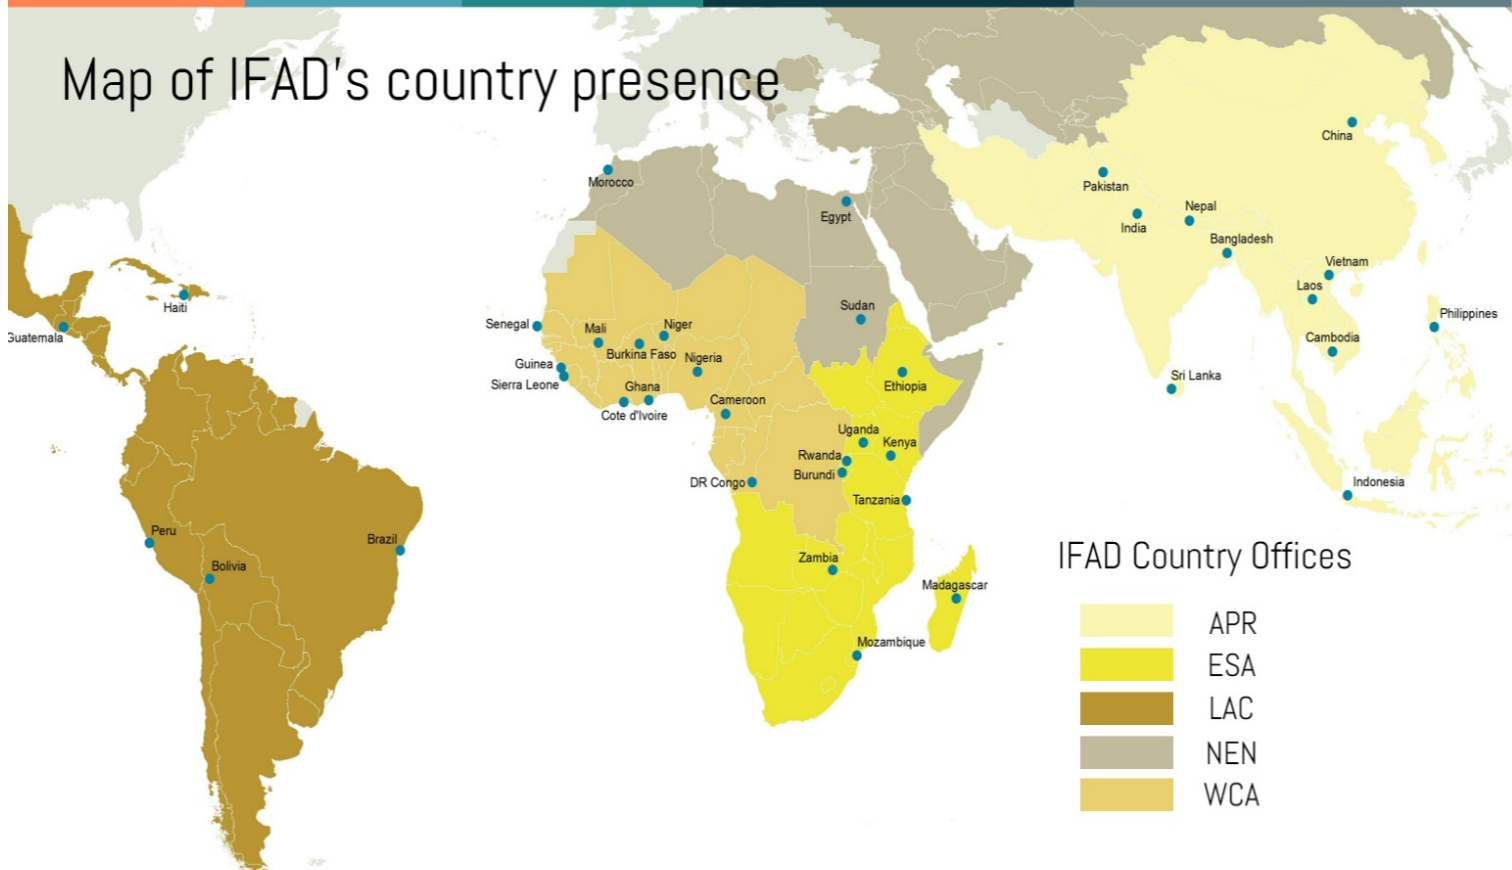 Map of IFAD's country presence
China
Morocco
Pakistan
Egypt
Nepal
India
Bangladesh
Vietnam
Laos
Haiti
Sudan
Philippines
Guatemala
Senegal
Mali
Niger
Cambodia
Burkina Faso
Nigeria
Guinea
Sri Lanka
Sierra Leone
Ghana
Ethiopia
Cameroon
Cote d'Ivoire
Uganda
Kenya
Rwanda
Burundi
DR Congo
Indonesia
Tanzania
Peru
Brazil
Zambia
Bolivia
Madagascar
Mozambique
IFAD Country Offices
APR
ESA
LAC
NEN
WCA